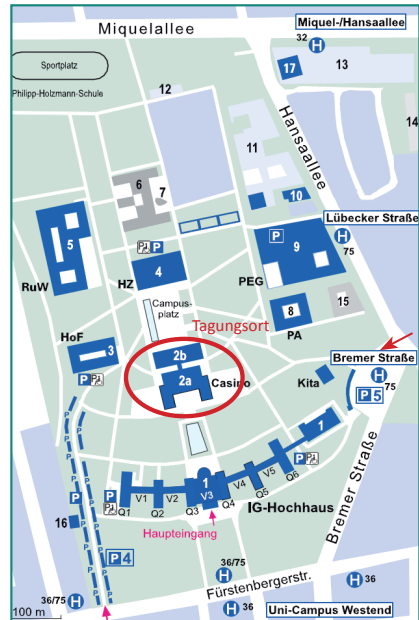 Miquelallee
Miquel-/Hansaallee
32 H
Sportplatz
17
13
Philipp-Holzmann-Schule
12
Hansaallee
14
11
6
7
10
Lübecker Straße
5
P
9
H
75
P
4
RuW
HZ
PEG
Campus-
platz
8
15
Tagungsort
PA
HoF
3
2b
Bremer Straße
P
2a
Casino
Kita
H
75
P 5
1
P
P
V1
V2
1
V3
V4
V5
Q1
Q2
Q3
Q4
Q5
Q6
P
IG-Hochhaus
16
Haupteingang
Bremer Straße
P 4
36/75
H
Fürstenbergerstr.
H 36
36/75 H
H 36
Uni-Campus Westend
100 m